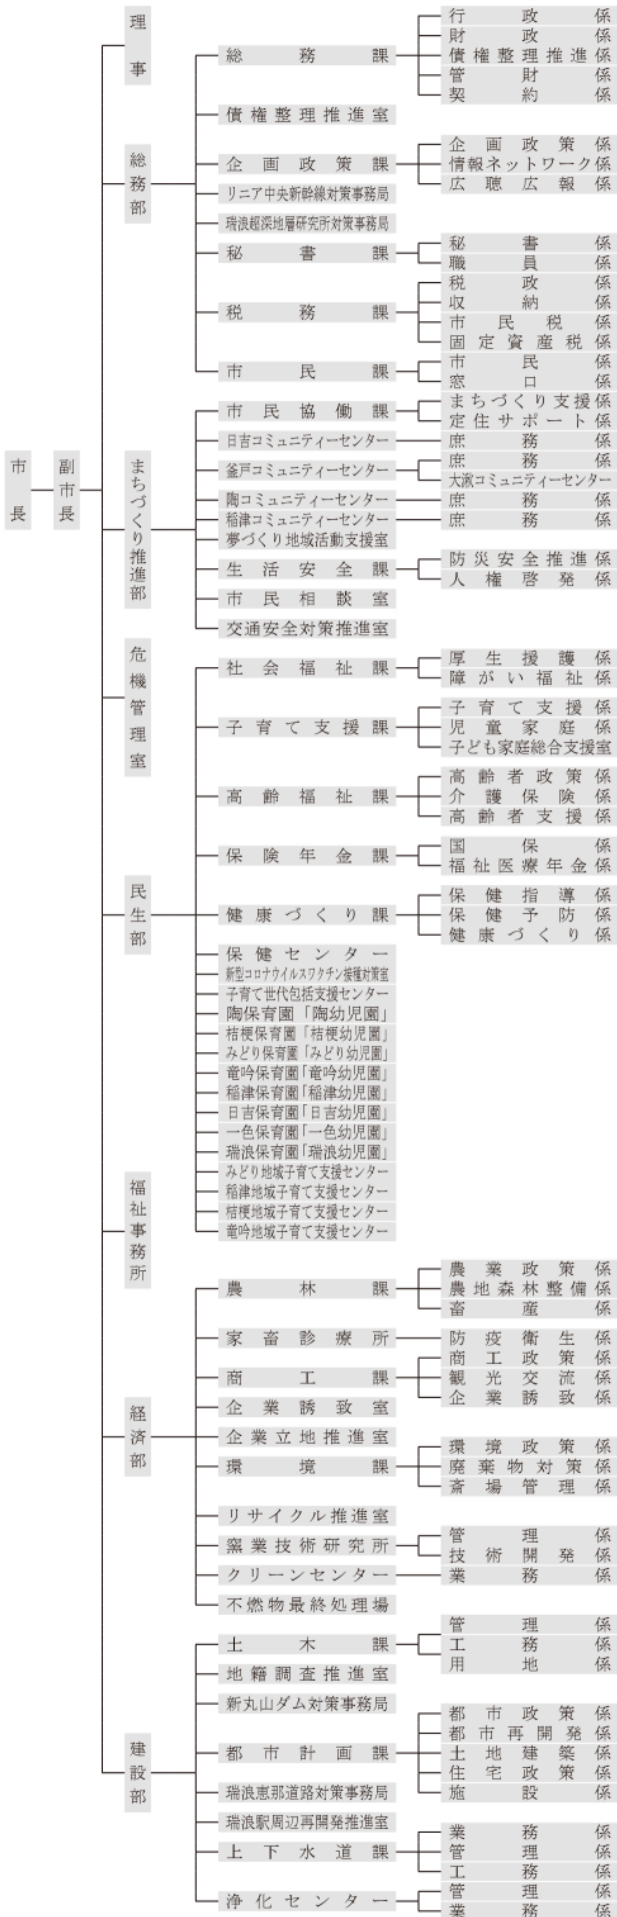 市長
副市長
理事
総務部
総務課
行政係
財政係
債権整理推進係
管財係
契約係
債権整理推進室
企画政策課
企画政策係
情報ネットワーク係
広聴広報係
リニア中央新幹線対策事務局
瑞浪超深地層研究所対策事務局
秘書課
秘書係
職員係
税務課
税政係
収納係
市民税係
固定資産税係
市民課
市民係
窓口係
まちづくり推進部
市民協働課
まちづくり支援係
定住サポート係
日吉コミュニティーセンター
庶務係
釜戸コミュニティーセンター
庶務係
大湫コミュニティーセンター
陶コミュニティーセンター
庶務係
稲津コミュニティーセンター
庶務係
夢づくり地域活動支援室
生活安全課
防災安全推進係
人権啓発係
市民相談室
交通安全対策推進室
危機管理室
民生部
社会福祉課
厚生援護係
障がい福祉係
子育て支援課
子育て支援係
児童家庭係
子ども家庭総合支援室
高齢福祉課
高齢者政策係
介護保険係
高齢者支援係
保険年金課
国保係
福祉医療年金係
健康づくり課
保健指導係
保健予防係
健康づくり係
保健センター
新型コロナウイルスワクチン接種対策室
子育て世代包括支援センター
陶保育園「陶幼児園」
桔梗保育園「桔梗幼児園」
みどり保育園「みどり幼児園」
竜吟保育園「竜吟幼児園」
稲津保育園「稲津幼児園」
日吉保育園「日吉幼児園」
一色保育園「一色幼児園」
瑞浪保育園「瑞浪幼児園」
みどり地域子育て支援センター
稲津地域子育て支援センター
桔梗地域子育て支援センター
竜吟地域子育て支援センター
福祉事務所
経済部
農林課
農業政策係
農地森林整備係
畜産係
家畜診療所
防疫衛生係
商工課
商工政策係
観光交流係
企業誘致係
企業誘致室
企業立地推進室
環境課
環境政策係
廃棄物対策係
斎場管理係
リサイクル推進室
窯業技術研究所
管理係
技術開発係
クリーンセンター
業務係
不燃物最終処理場
建設部
土木課
管理係
工務係
用地係
地籍調査推進室
新丸山ダム対策事務局
都市計画課
都市政策係
都市再開発係
土地建築係
住宅政策係
施設係
瑞浪恵那道路対策事務局
瑞浪駅周辺再開発推進室
上下水道課
業務係
管理係
工務係
浄化センター
管理係
業務係